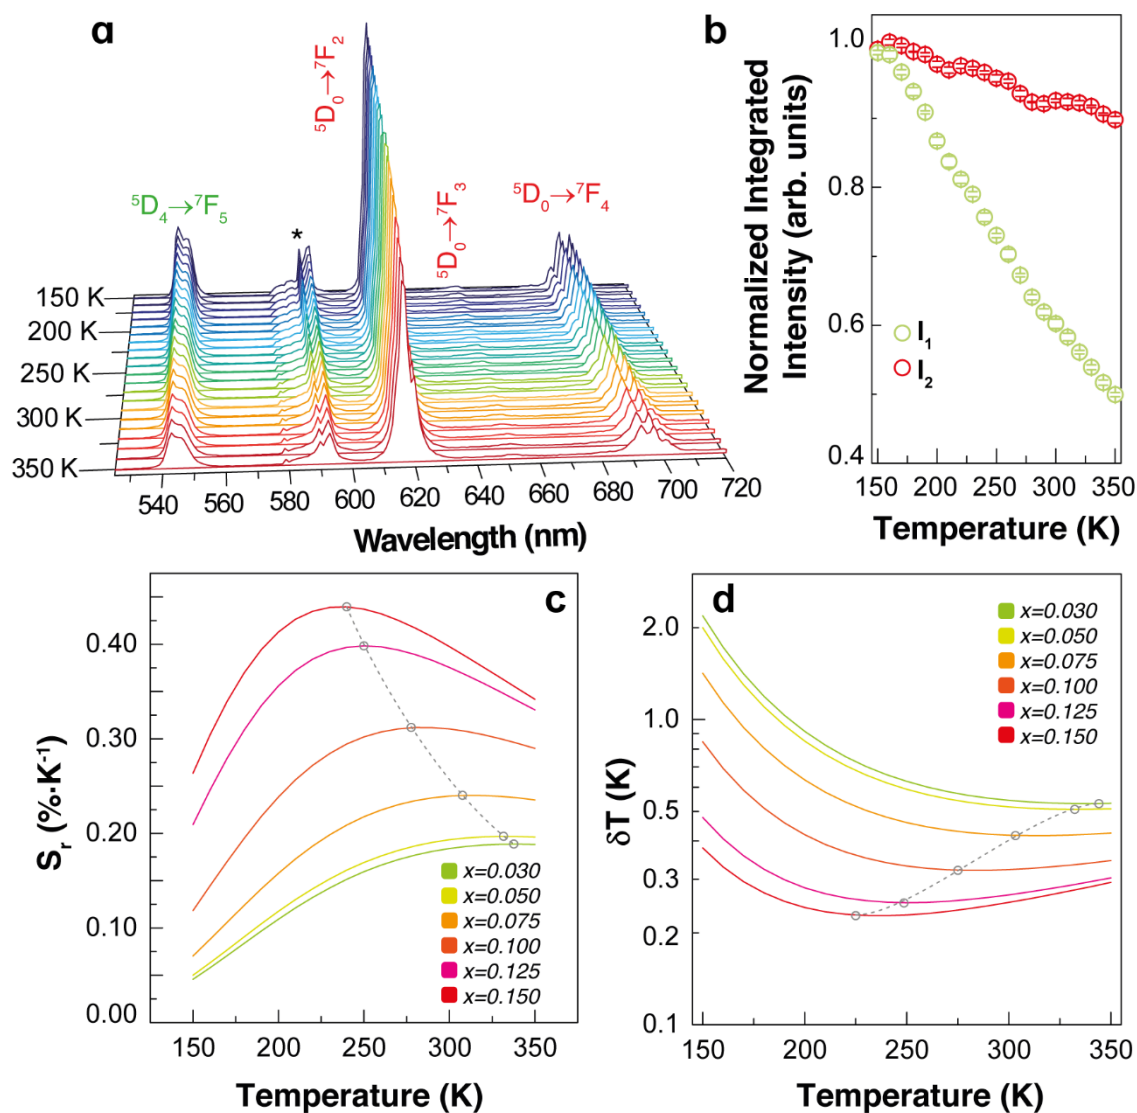 a
⁵D₀→⁷F₂
⁵D₄→⁷F₅
*
⁵D₀→⁷F₃
⁵D₀→⁷F₄
150 K
200 K
250 K
300 K
350 K
540 560 580 600 620 640 660 680 700 720
Wavelength (nm)
b
Normalized Integrated
Intensity (arb. units)
1.0
0.8
0.6
0.4
I₁
I₂
150 200 250 300 350
Temperature (K)
c
Sᵣ (%·K⁻¹)
0.40
0.30
0.20
0.10
0.00
x=0.030
x=0.050
x=0.075
x=0.100
x=0.125
x=0.150
150 200 250 300 350
Temperature (K)
d
δT (K)
2.0
1.0
0.5
0.3
0.2
0.1
x=0.030
x=0.050
x=0.075
x=0.100
x=0.125
x=0.150
150 200 250 300 350
Temperature (K)